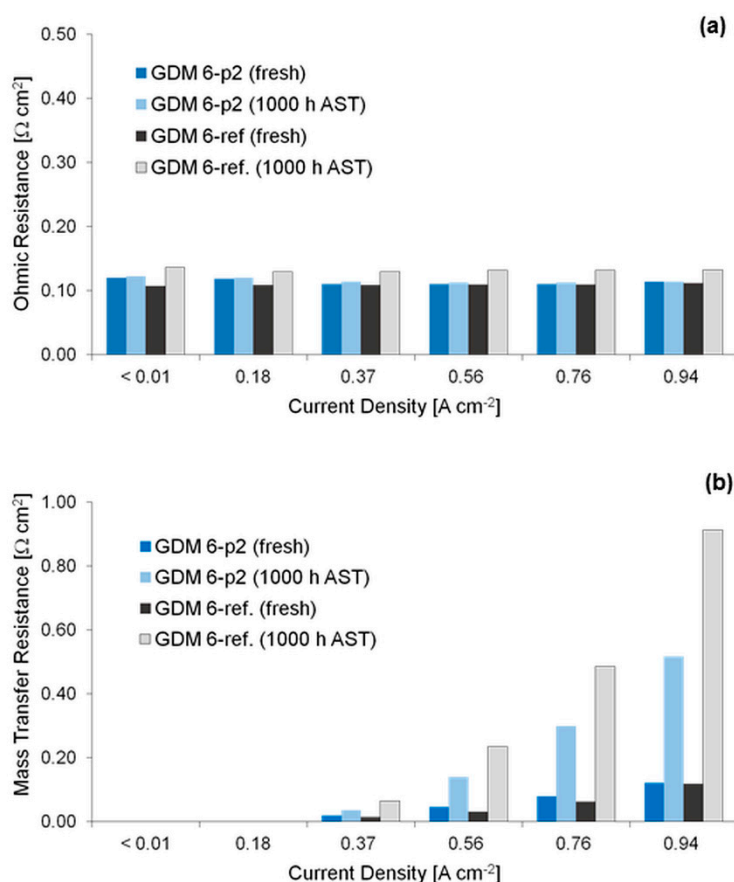 (a)
0.50
0.40
0.30
0.20
0.10
0.00
Ohmic Resistance [Ω cm²]
GDM 6-p2 (fresh)
GDM 6-p2 (1000 h AST)
GDM 6-ref (fresh)
GDM 6-ref. (1000 h AST)
< 0.01 0.18 0.37 0.56 0.76 0.94
Current Density [A cm⁻²]
(b)
1.00
0.80
0.60
0.40
0.20
0.00
Mass Transfer Resistance [Ω cm²]
GDM 6-p2 (fresh)
GDM 6-p2 (1000 h AST)
GDM 6-ref. (fresh)
GDM 6-ref. (1000 h AST)
< 0.01 0.18 0.37 0.56 0.76 0.94
Current Density [A cm⁻²]